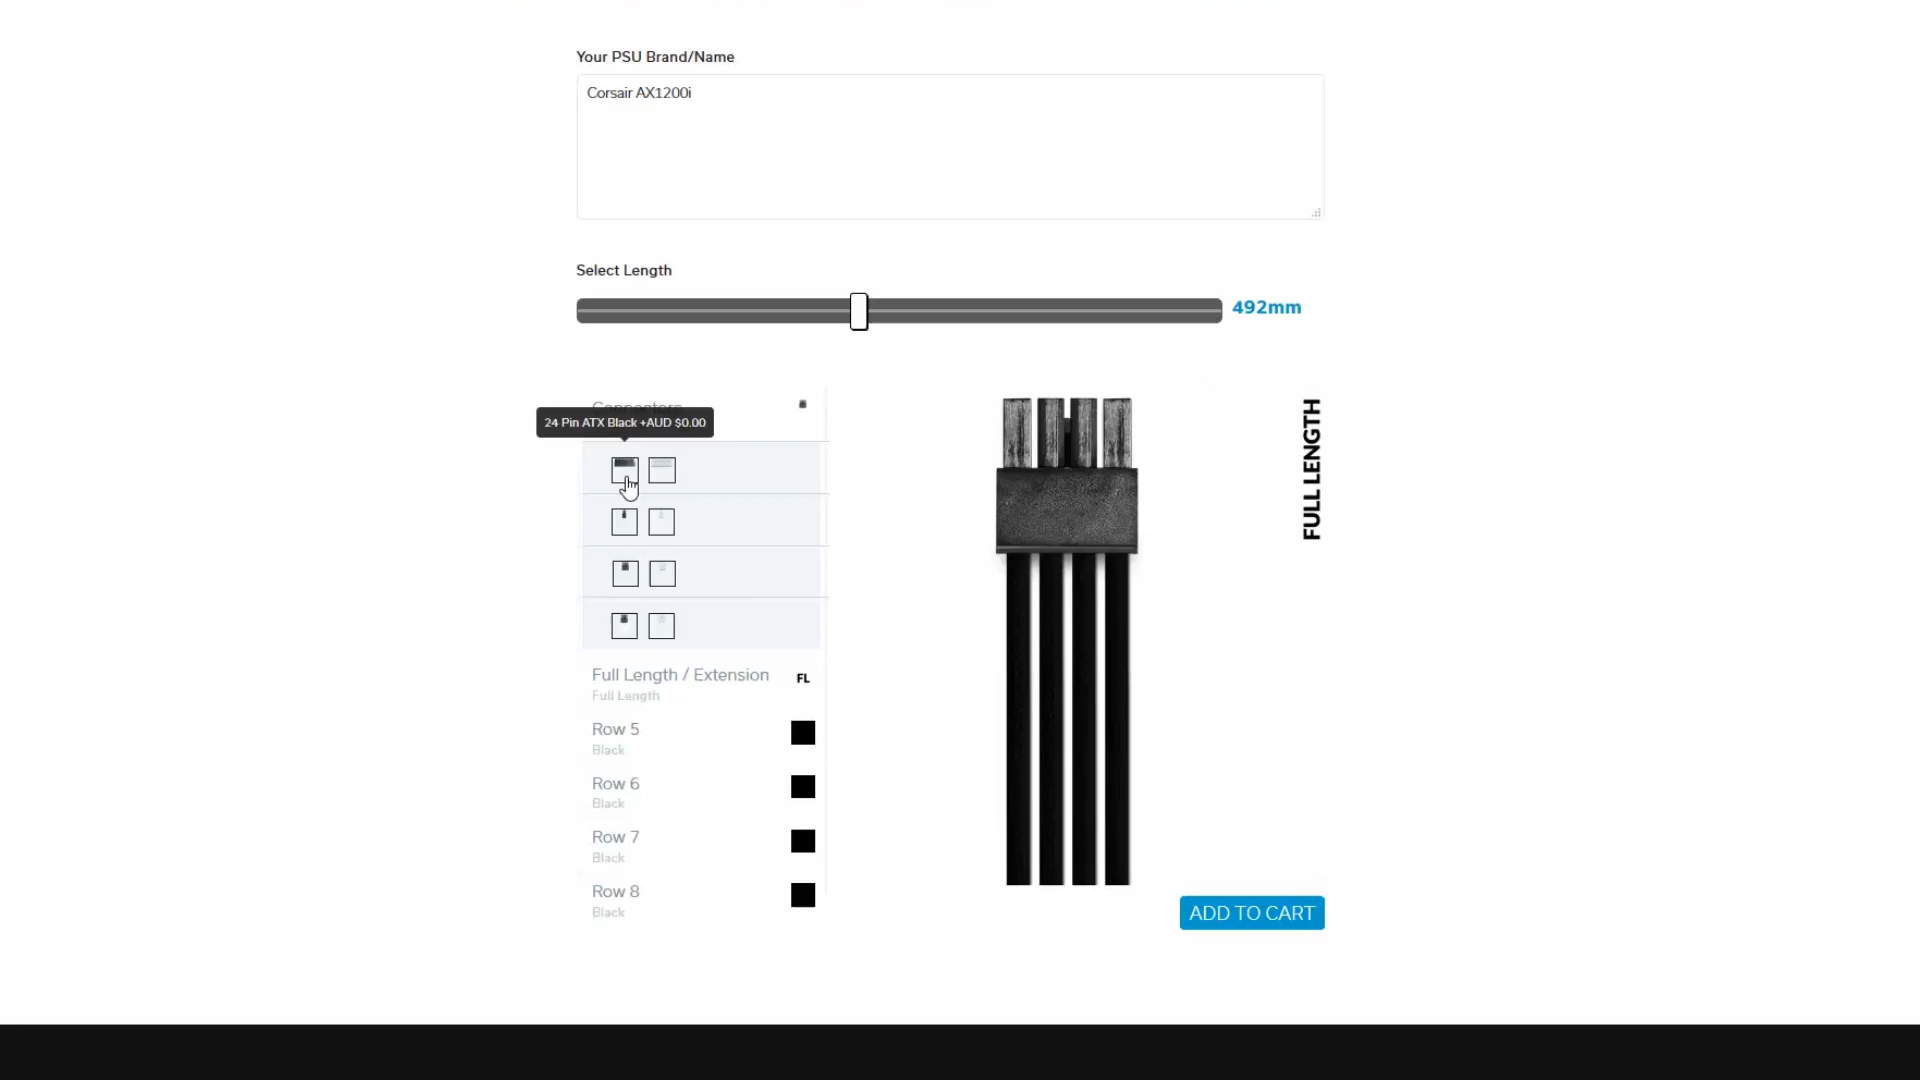 Your PSU Brand/Name
Corsair AX1200i
Select Length
492mm
Connectors
24 Pin ATX Black +AUD $0.00
FULL LENGTH
Full Length / Extension
FL
Full Length
Row 5
Black
Row 6
Black
Row 7
Black
Row 8
Black
ADD TO CART